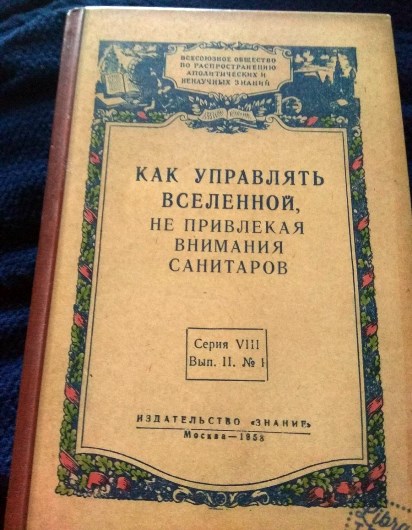 ВСЕСОЮЗНОЕ ОБЩЕСТВО
ПО РАСПРОСТРАНЕНИЮ
АПОЛИТИЧЕСКИХ И
НЕНАУЧНЫХ ЗНАНИЙ
КАК УПРАВЛЯТЬ
ВСЕЛЕННОЙ,
НЕ ПРИВЛЕКАЯ
ВНИМАНИЯ
САНИТАРОВ
Серия VIII
Вып. II. № 1
ИЗДАТЕЛЬСТВО «ЗНАНИЕ»
Москва—1958